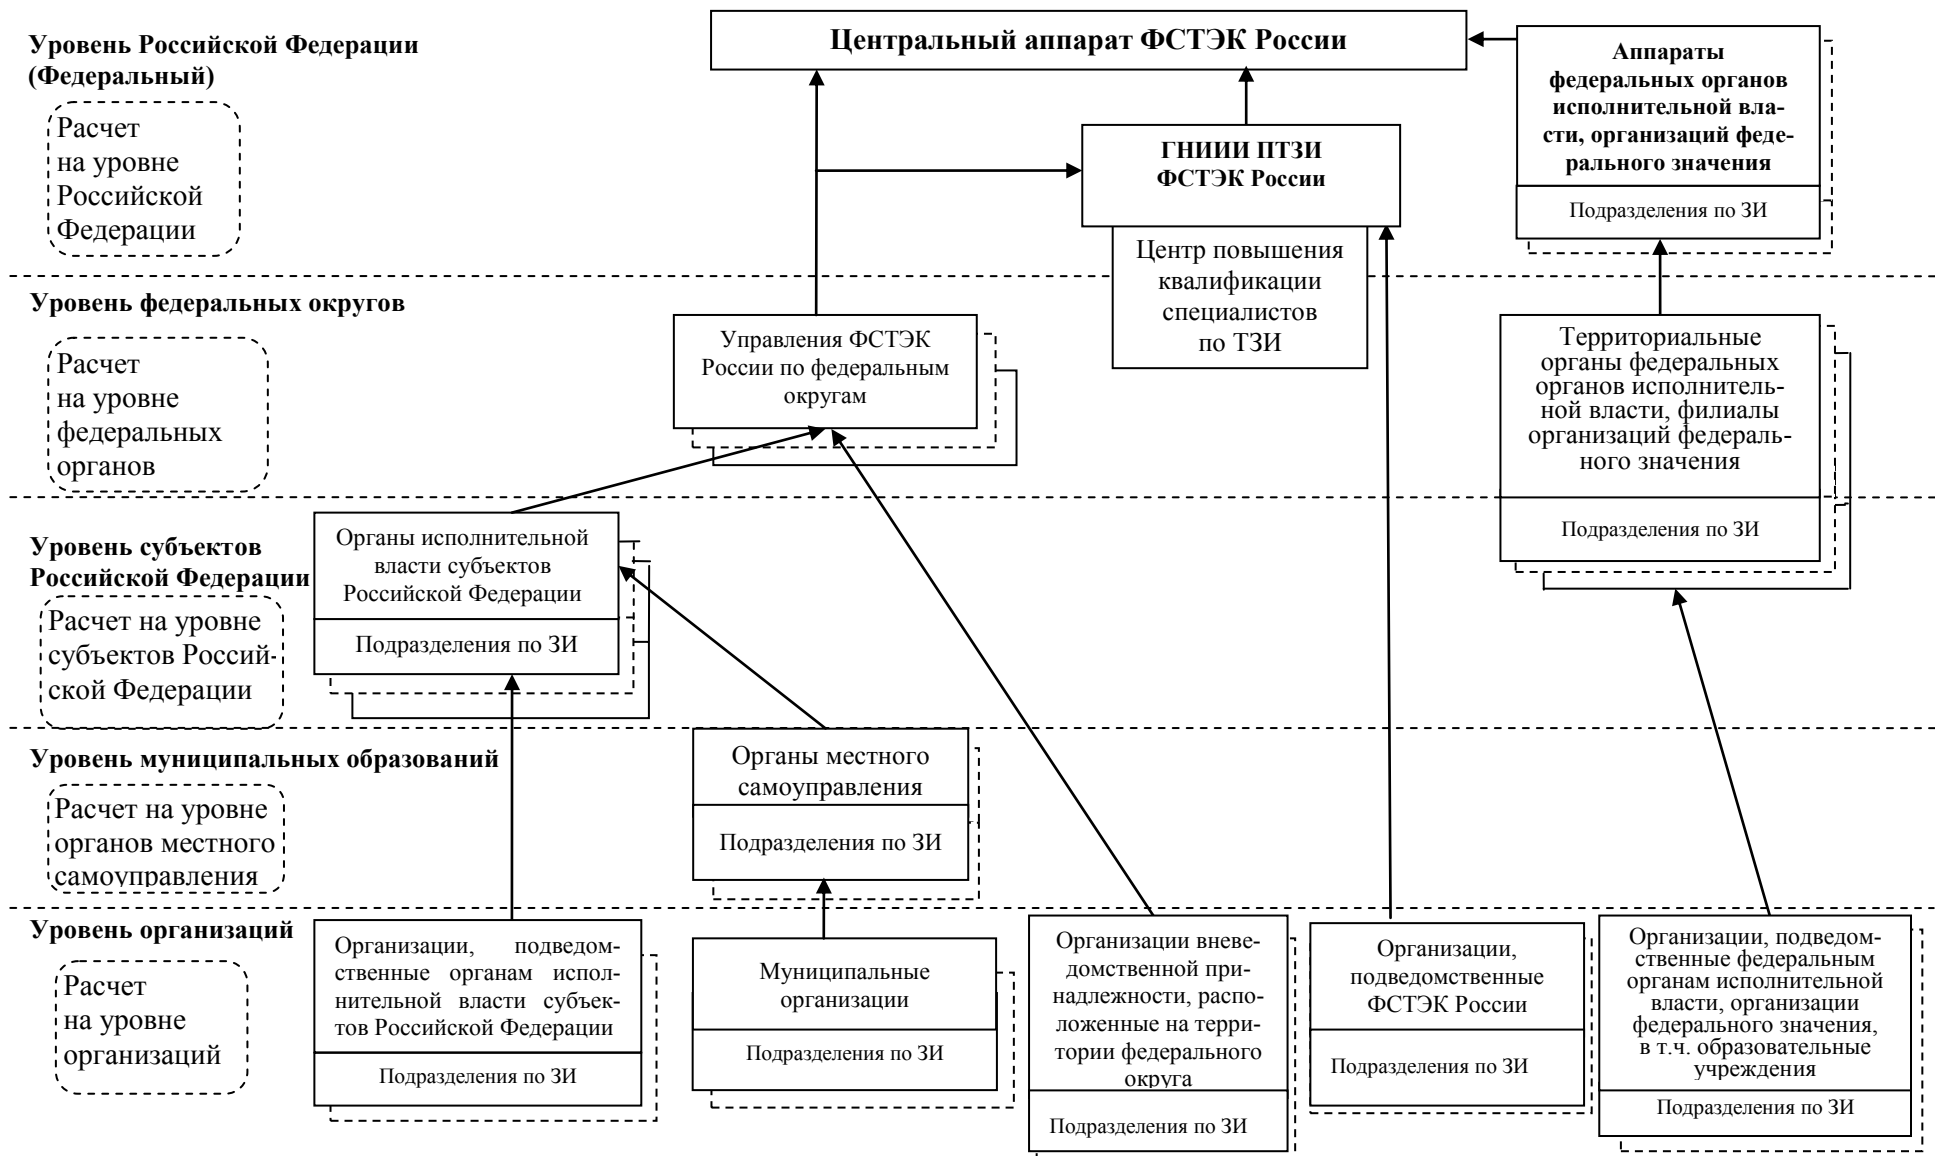 Уровень Российской Федерации
(Федеральный)
Расчет
на уровне
Российской
Федерации
Центральный аппарат ФСТЭК России
ГНИИИ ПТЗИ
ФСТЭК России
Центр повышения
квалификации
специалистов
по ТЗИ
Аппараты
федеральных органов
исполнительной вла-
сти, организаций феде-
рального значения
Подразделения по ЗИ
Уровень федеральных округов
Расчет
на уровне
федеральных
органов
Управления ФСТЭК
России по федеральным
округам
Территориальные
органы федеральных
органов исполнитель-
ной власти, филиалы
организаций федераль-
ного значения
Подразделения по ЗИ
Уровень субъектов
Российской Федерации
Расчет на уровне
субъектов Россий-
ской Федерации
Органы исполнительной
власти субъектов
Российской Федерации
Подразделения по ЗИ
Уровень муниципальных образований
Расчет на уровне
органов местного
самоуправления
Органы местного
самоуправления
Подразделения по ЗИ
Уровень организаций
Расчет
на уровне
организаций
Организации, подведом-
ственные органам испол-
нительной власти субъек-
тов Российской Федерации
Подразделения по ЗИ
Муниципальные
организации
Подразделения по ЗИ
Организации вневе-
домственной при-
надлежности, распо-
ложенные на терри-
тории федерального
округа
Подразделения по ЗИ
Организации,
подведомственные
ФСТЭК России
Подразделения по ЗИ
Организации, подведом-
ственные федеральным
органам исполнительной
власти, организации
федерального значения,
в т.ч. образовательные
учреждения
Подразделения по ЗИ